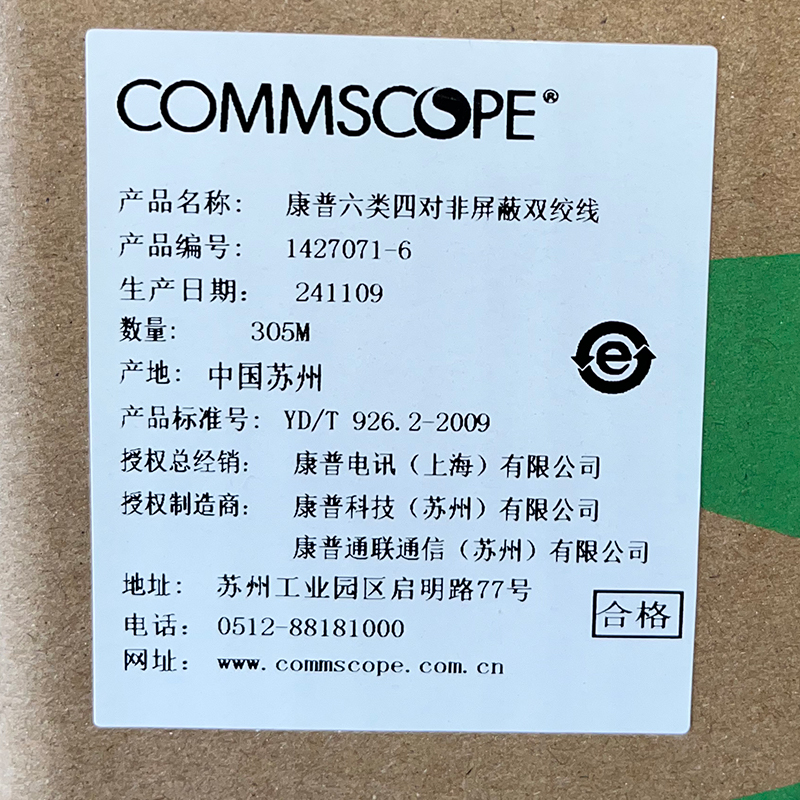 COMMSCOPE®
产品名称: 康普六类四对非屏蔽双绞线
产品编号: 1427071-6
生产日期: 241109
数量: 305M
产地: 中国苏州
产品标准号: YD/T 926.2-2009
授权总经销: 康普电讯（上海）有限公司
授权制造商: 康普科技（苏州）有限公司
康普通联通信（苏州）有限公司
地址: 苏州工业园区启明路77号
电话: 0512-88181000
网址: www.commscope.com.cn
e
合格